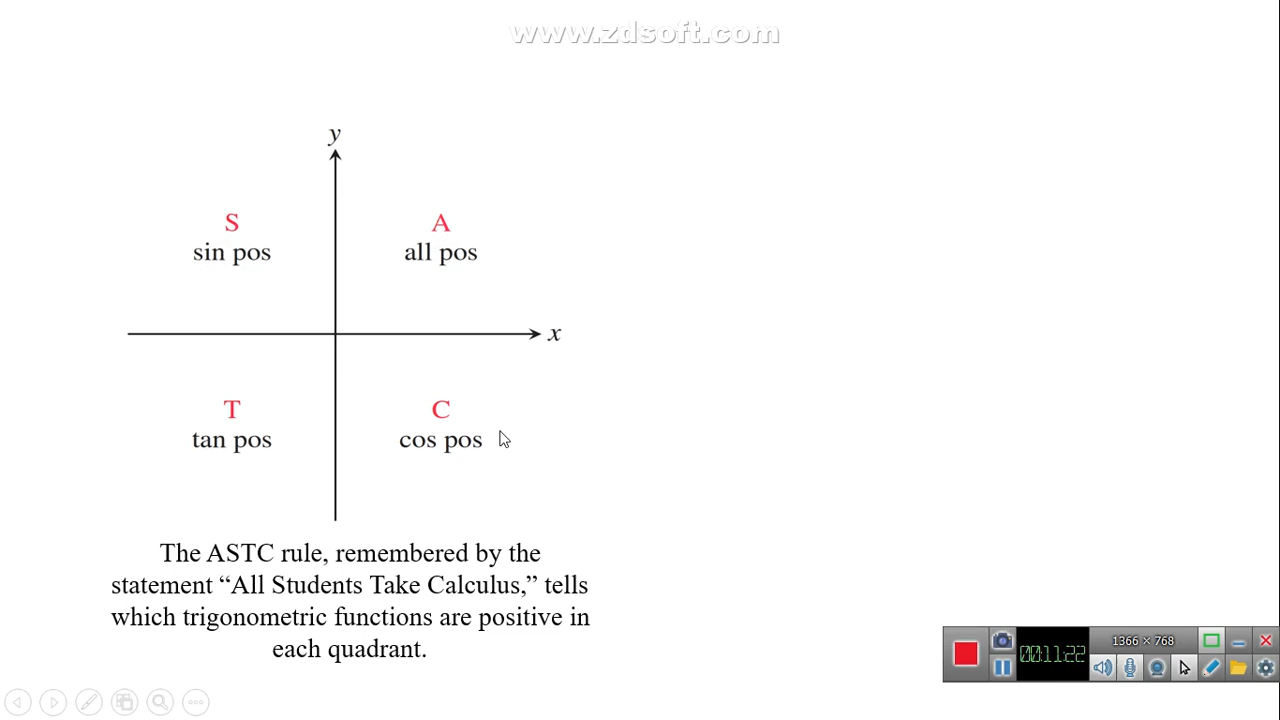 www.zdsoft.com
y
S
sin pos
A
all pos
x
T
tan pos
C
cos pos
The ASTC rule, remembered by the
statement “All Students Take Calculus,” tells
which trigonometric functions are positive in
each quadrant.
1366 × 768
00:11:22